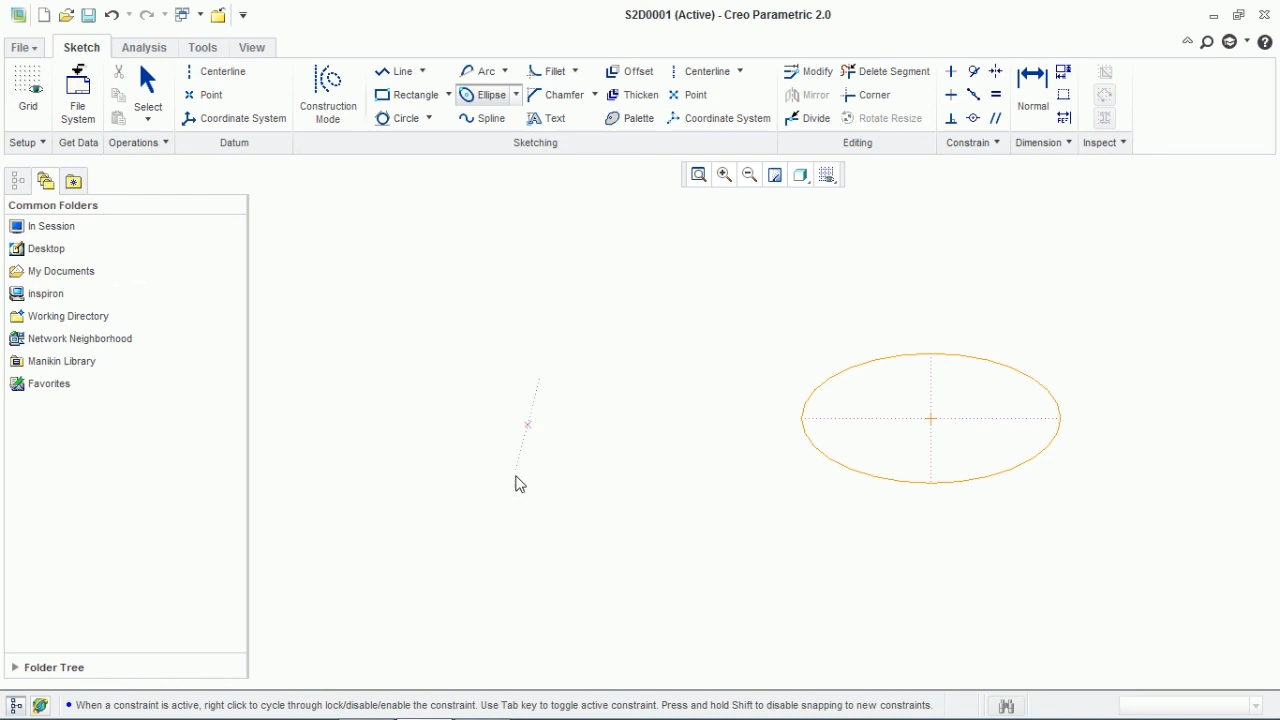 S2D0001 (Active) - Creo Parametric 2.0
File Sketch Analysis Tools View
Centerline Line Arc Fillet Offset Centerline Modify Delete Segment
Point Rectangle Ellipse Chamfer Thicken Point Mirror Corner
Coordinate System Circle Spline Text Palette Coordinate System Divide Rotate Resize
Grid File System Select Construction Mode Normal
Setup Get Data Operations Datum Sketching Editing Constrain Dimension Inspect
Common Folders
In Session
Desktop
My Documents
inspiron
Working Directory
Network Neighborhood
Manikin Library
Favorites
Folder Tree
When a constraint is active, right click to cycle through lock/disable/enable the constraint. Use Tab key to toggle active constraint. Press and hold Shift to disable snapping to new constraints.